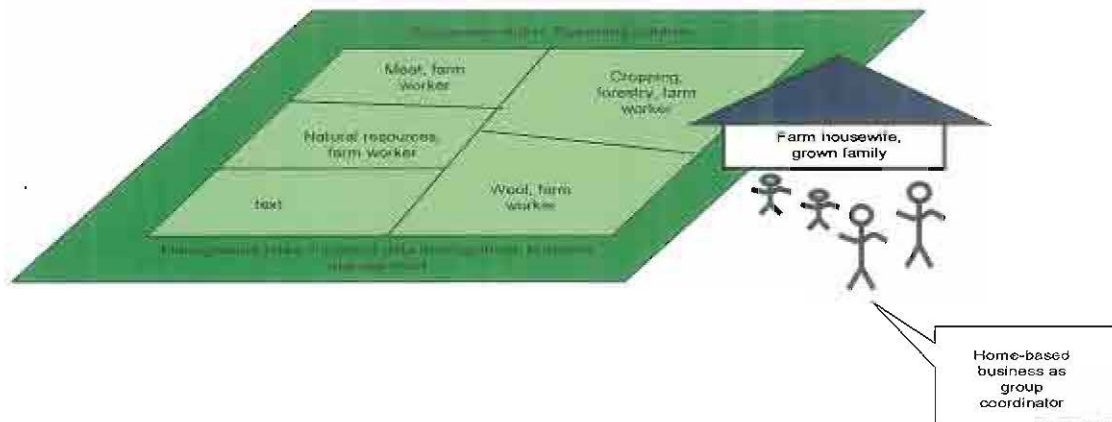 Meat, farm
worker
Cropping,
forestry, farm
worker
Natural resources,
farm worker
text
Wool, farm
worker
Farm housewife,
grown family
management
Home-based
business as
group
coordinator